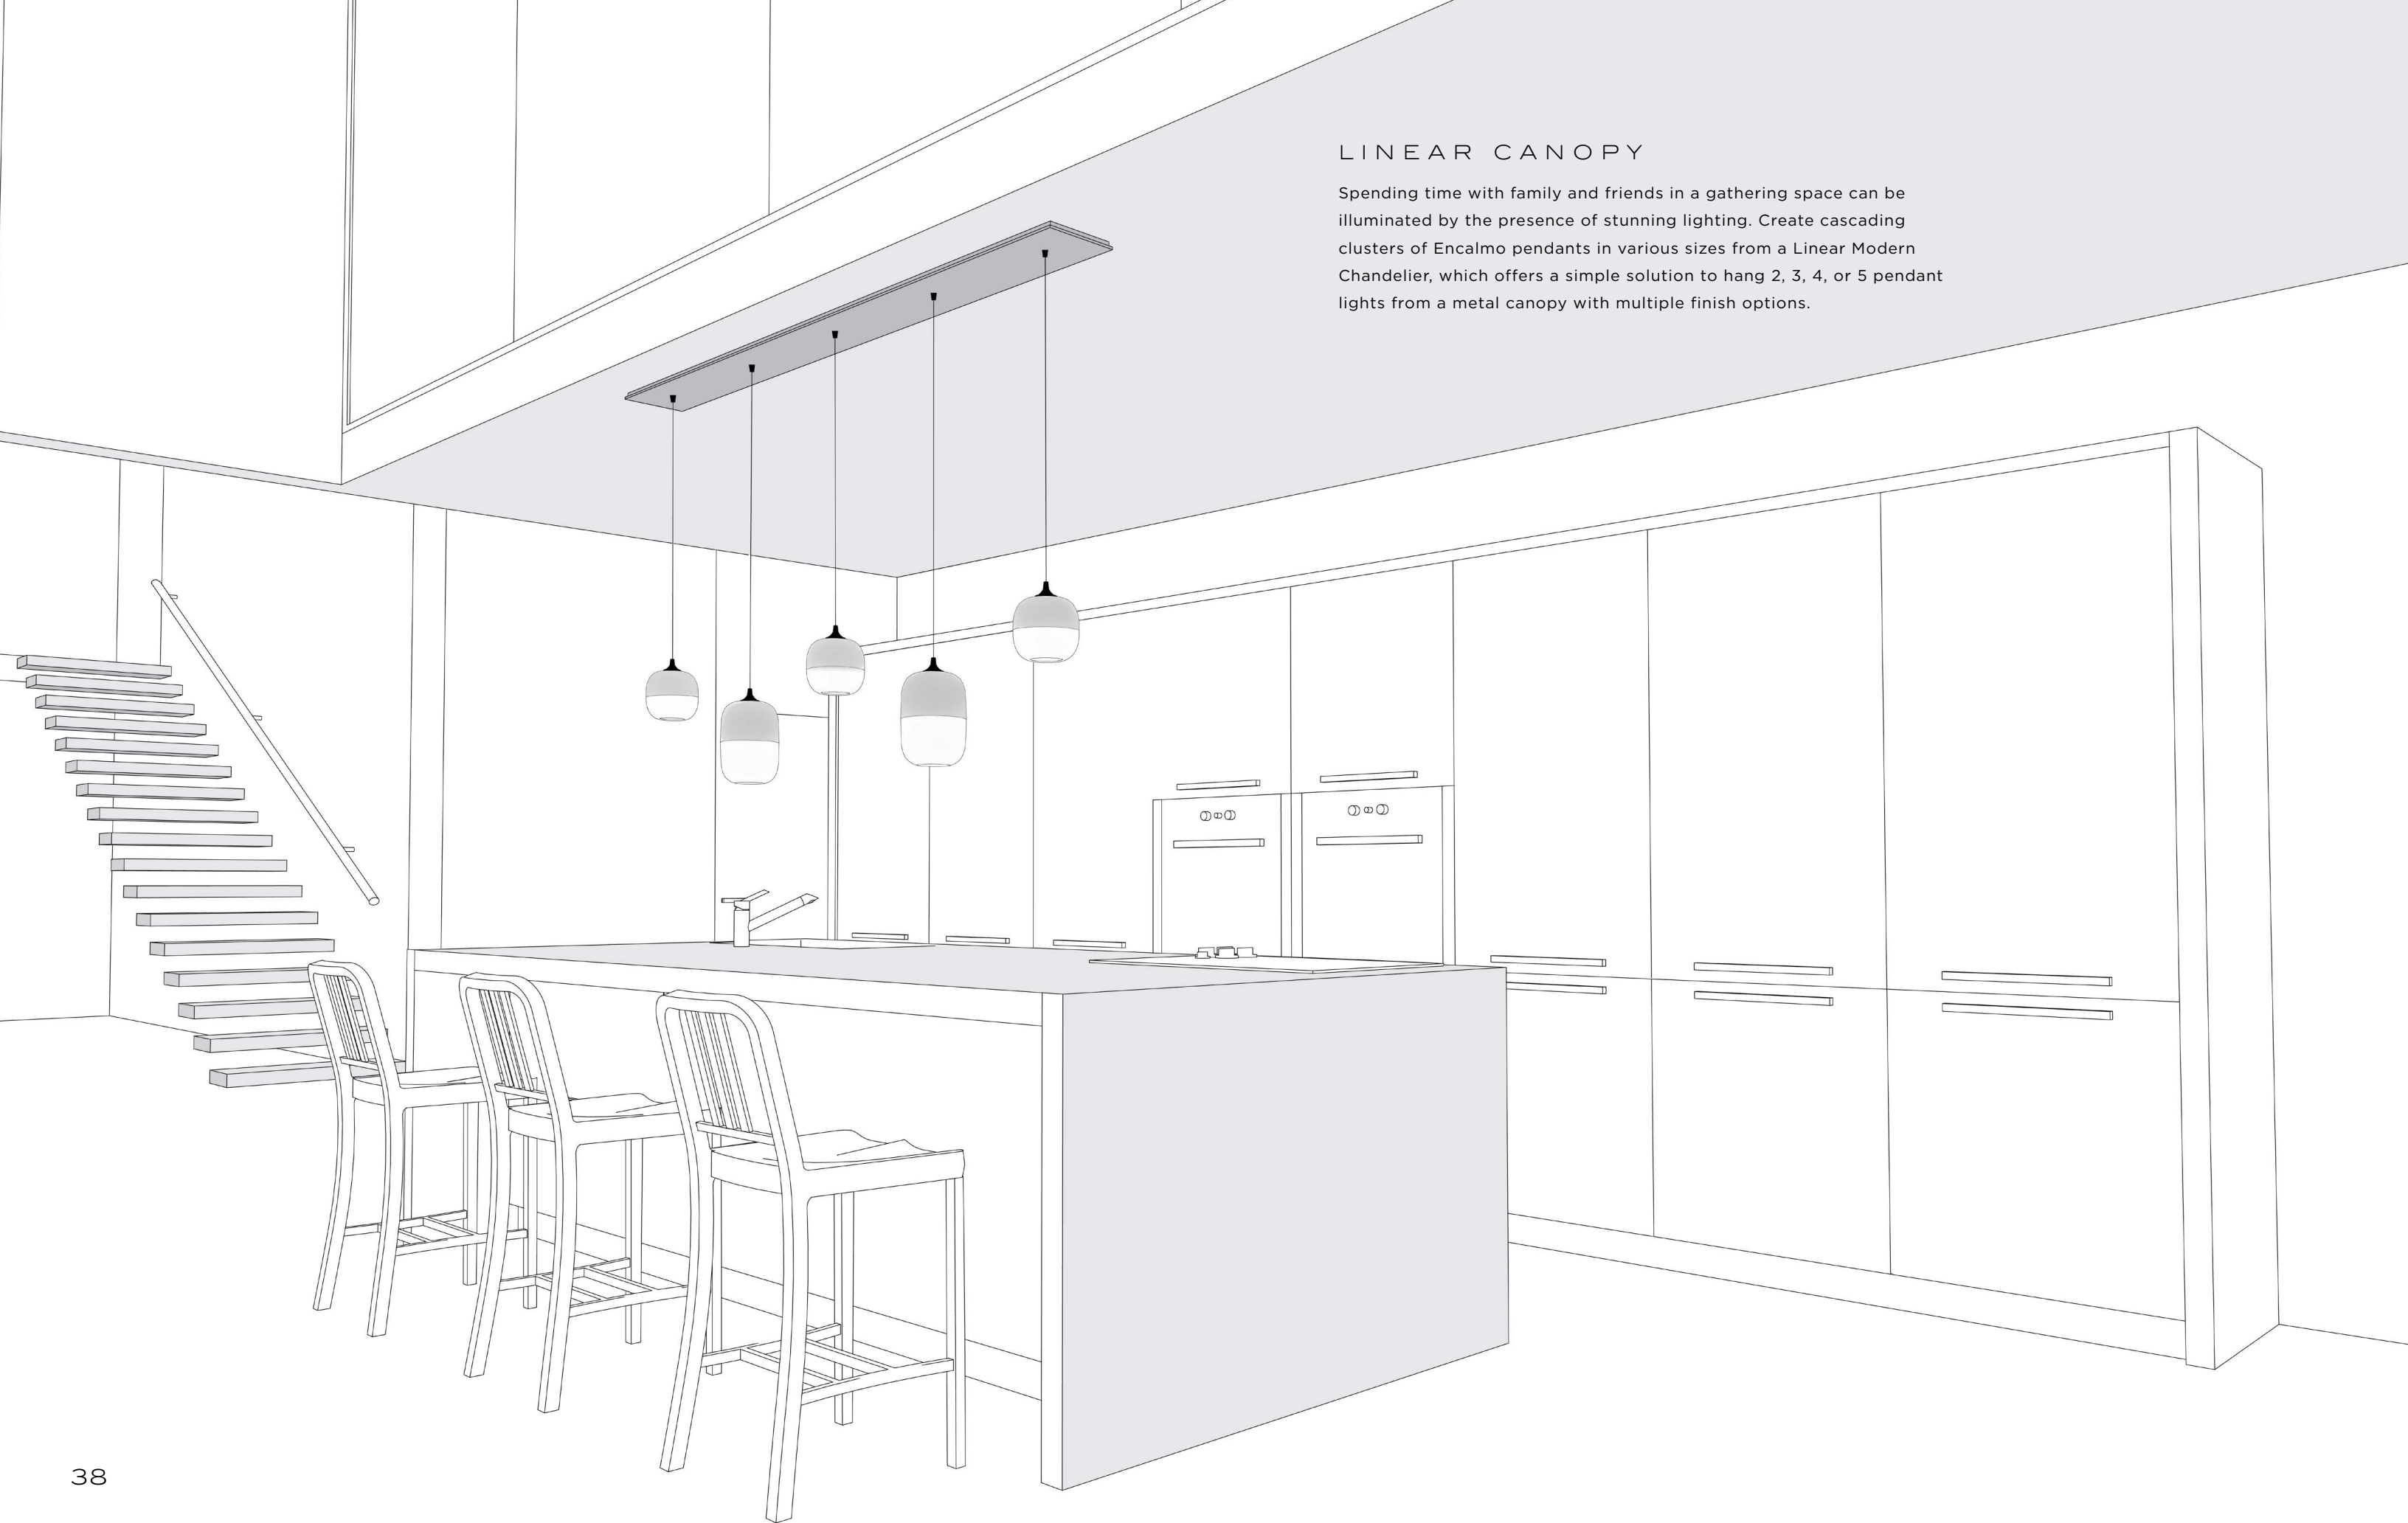 LINEAR CANOPY
Spending time with family and friends in a gathering space can be
illuminated by the presence of stunning lighting. Create cascading
clusters of Encalmo pendants in various sizes from a Linear Modern
Chandelier, which offers a simple solution to hang 2, 3, 4, or 5 pendant
lights from a metal canopy with multiple finish options.
38